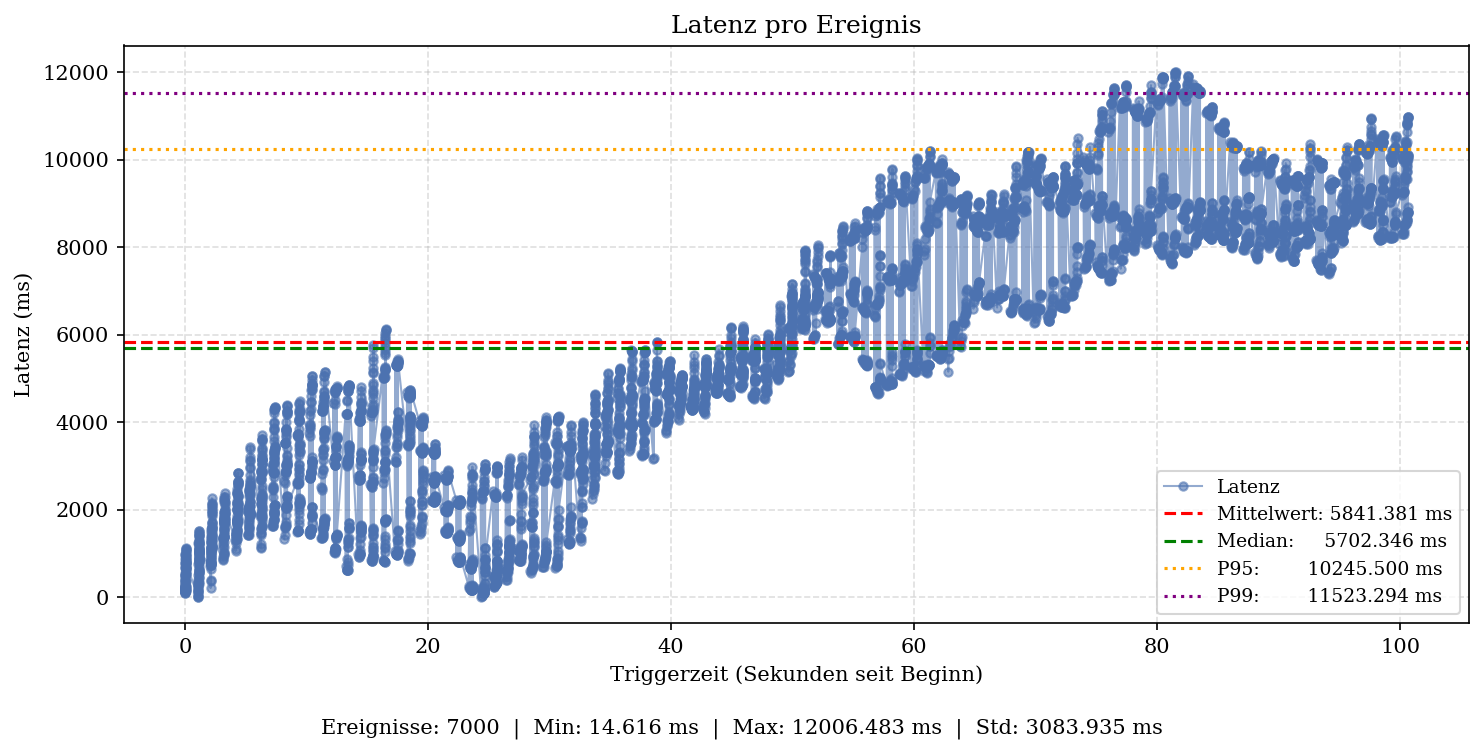 Latenz pro Ereignis
Latenz (ms)
12000
10000
8000
6000
4000
2000
0
0 20 40 60 80 100
Triggerzeit (Sekunden seit Beginn)
Latenz
Mittelwert: 5841.381 ms
Median: 5702.346 ms
P95: 10245.500 ms
P99: 11523.294 ms
Ereignisse: 7000 | Min: 14.616 ms | Max: 12006.483 ms | Std: 3083.935 ms